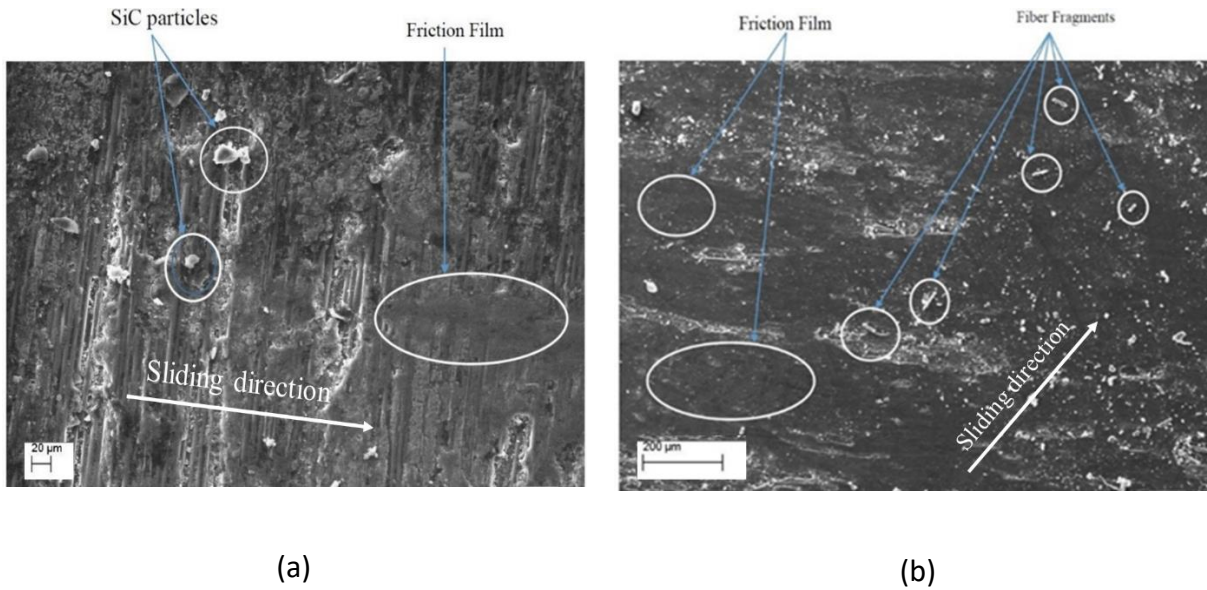 SiC particles
Friction Film
Sliding direction
20 μm
(a)
Friction Film
Fiber Fragments
Sliding direction
200 μm
(b)